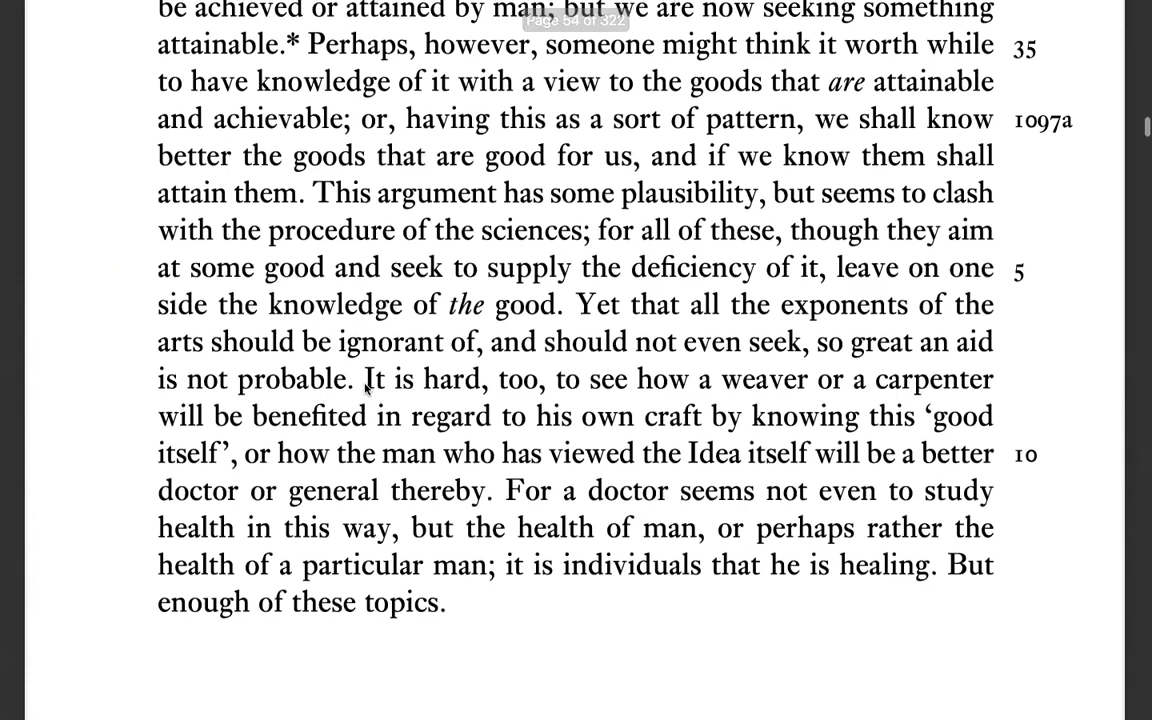 be achieved or attained by man; but we are now seeking something
Page 54 of 322
attainable.* Perhaps, however, someone might think it worth while 35
to have knowledge of it with a view to the goods that are attainable
and achievable; or, having this as a sort of pattern, we shall know 1097a
better the goods that are good for us, and if we know them shall
attain them. This argument has some plausibility, but seems to clash
with the procedure of the sciences; for all of these, though they aim
at some good and seek to supply the deficiency of it, leave on one 5
side the knowledge of the good. Yet that all the exponents of the
arts should be ignorant of, and should not even seek, so great an aid
is not probable. It is hard, too, to see how a weaver or a carpenter
will be benefited in regard to his own craft by knowing this ‘good
itself’, or how the man who has viewed the Idea itself will be a better 10
doctor or general thereby. For a doctor seems not even to study
health in this way, but the health of man, or perhaps rather the
health of a particular man; it is individuals that he is healing. But
enough of these topics.